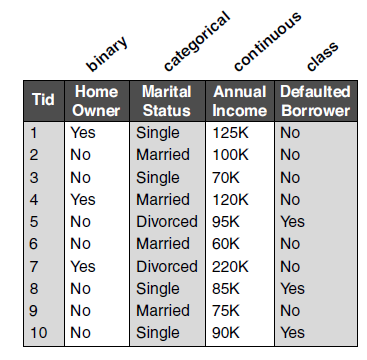 binary categorical continuous class
Tid Home Owner Marital Status Annual Income Defaulted Borrower
1 Yes Single 125K No
2 No Married 100K No
3 No Single 70K No
4 Yes Married 120K No
5 No Divorced 95K Yes
6 No Married 60K No
7 Yes Divorced 220K No
8 No Single 85K Yes
9 No Married 75K No
10 No Single 90K Yes